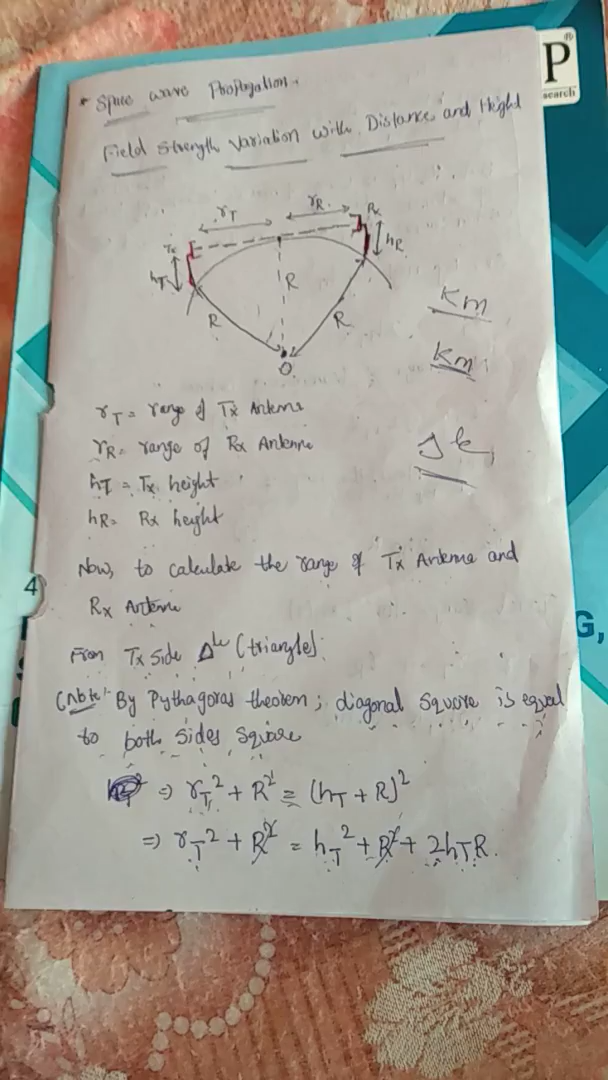 * Space wave Propagation.
Field Strength Variation with Distance and Height
rT
rR
Rx
Tx
hT
hR
R
R
R
O
Km
Km
rT = range of Tx Antenna
rR = range of Rx Antenna
hT = Tx height
hR = Rx height
Now, to calculate the range of Tx Antenna and
Rx Antenna
From Tx side Δle (triangle)
(Note:- By Pythagoras theorem; diagonal Square is equal
to both sides Square
⇒ rT² + R² = (hT + R)²
⇒ rT² + R² = hT² + R² + 2hTR
P
®
search
4
G,